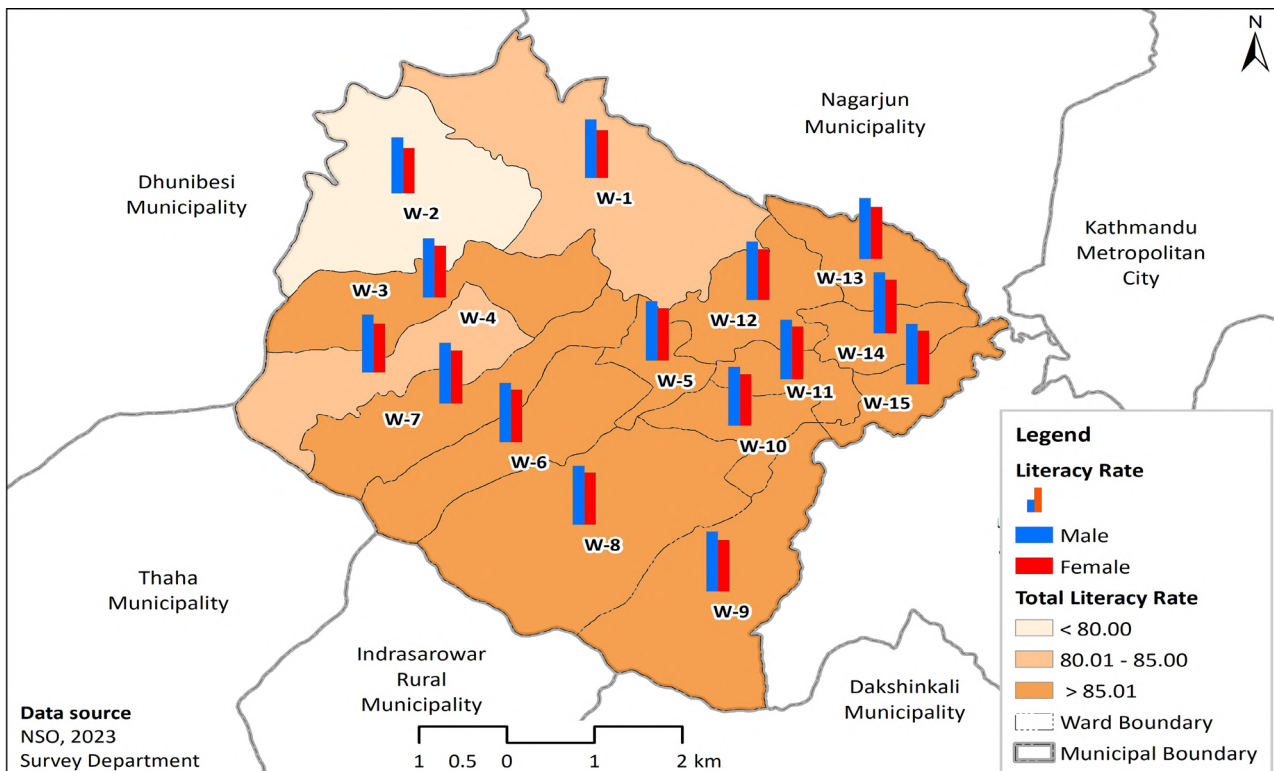 N
Nagarjun
Municipality
Dhunibesi
Municipality
Kathmandu
Metropolitan
City
W-1
W-2
W-13
W-3
W-4
W-12
W-14
W-5
W-11
W-15
W-7
W-10
W-6
W-8
W-9
Thaha
Municipality
Indrasarowar
Rural
Municipality
Dakshinkali
Municipality
Legend
Literacy Rate
Male
Female
Total Literacy Rate
< 80.00
80.01 - 85.00
> 85.01
Ward Boundary
Municipal Boundary
Data source
NSO, 2023
Survey Department
1 0.5 0 1 2 km